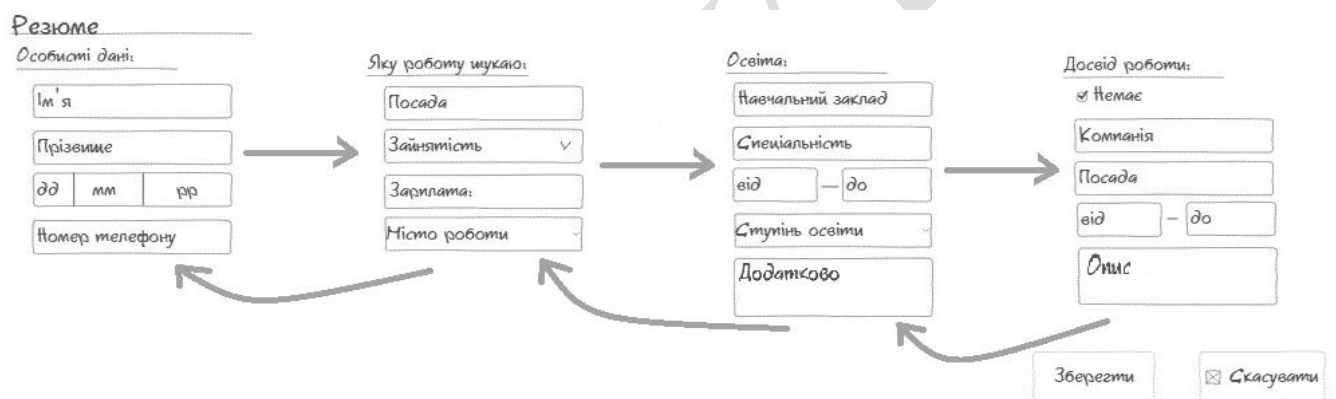 Резюме
Особисті дані:
Ім'я
Прізвище
дд мм рр
Номер телефону
Яку роботу шукаю:
Посада
Зайнятість
Зарплата:
Місто роботи
Освіта:
Навчальний заклад
Спеціальність
від — до
Ступінь освіти
Додатково
Досвід роботи:
Немає
Компанія
Посада
від — до
Опис
Зберегти
Скасувати